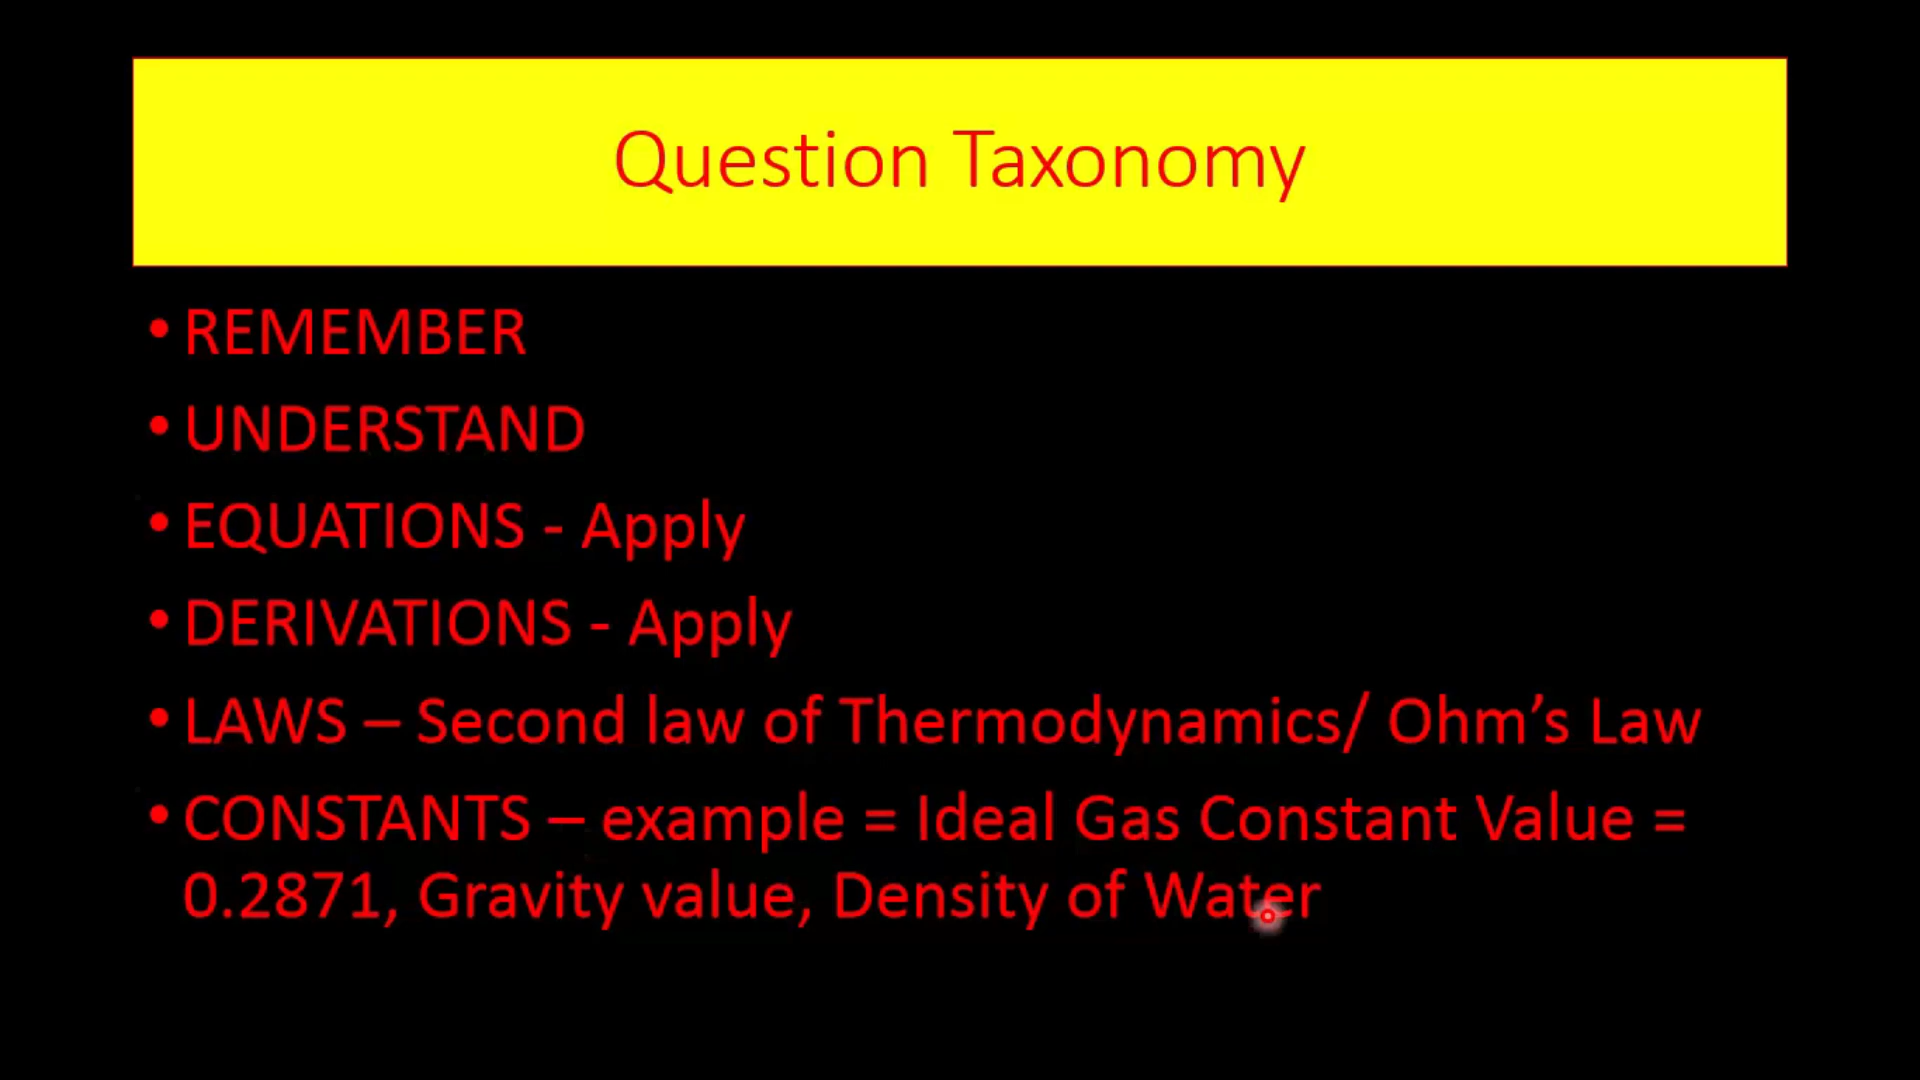 Question Taxonomy
• REMEMBER
• UNDERSTAND
• EQUATIONS - Apply
• DERIVATIONS - Apply
• LAWS – Second law of Thermodynamics/ Ohm’s Law
• CONSTANTS – example = Ideal Gas Constant Value =
0.2871, Gravity value, Density of Water